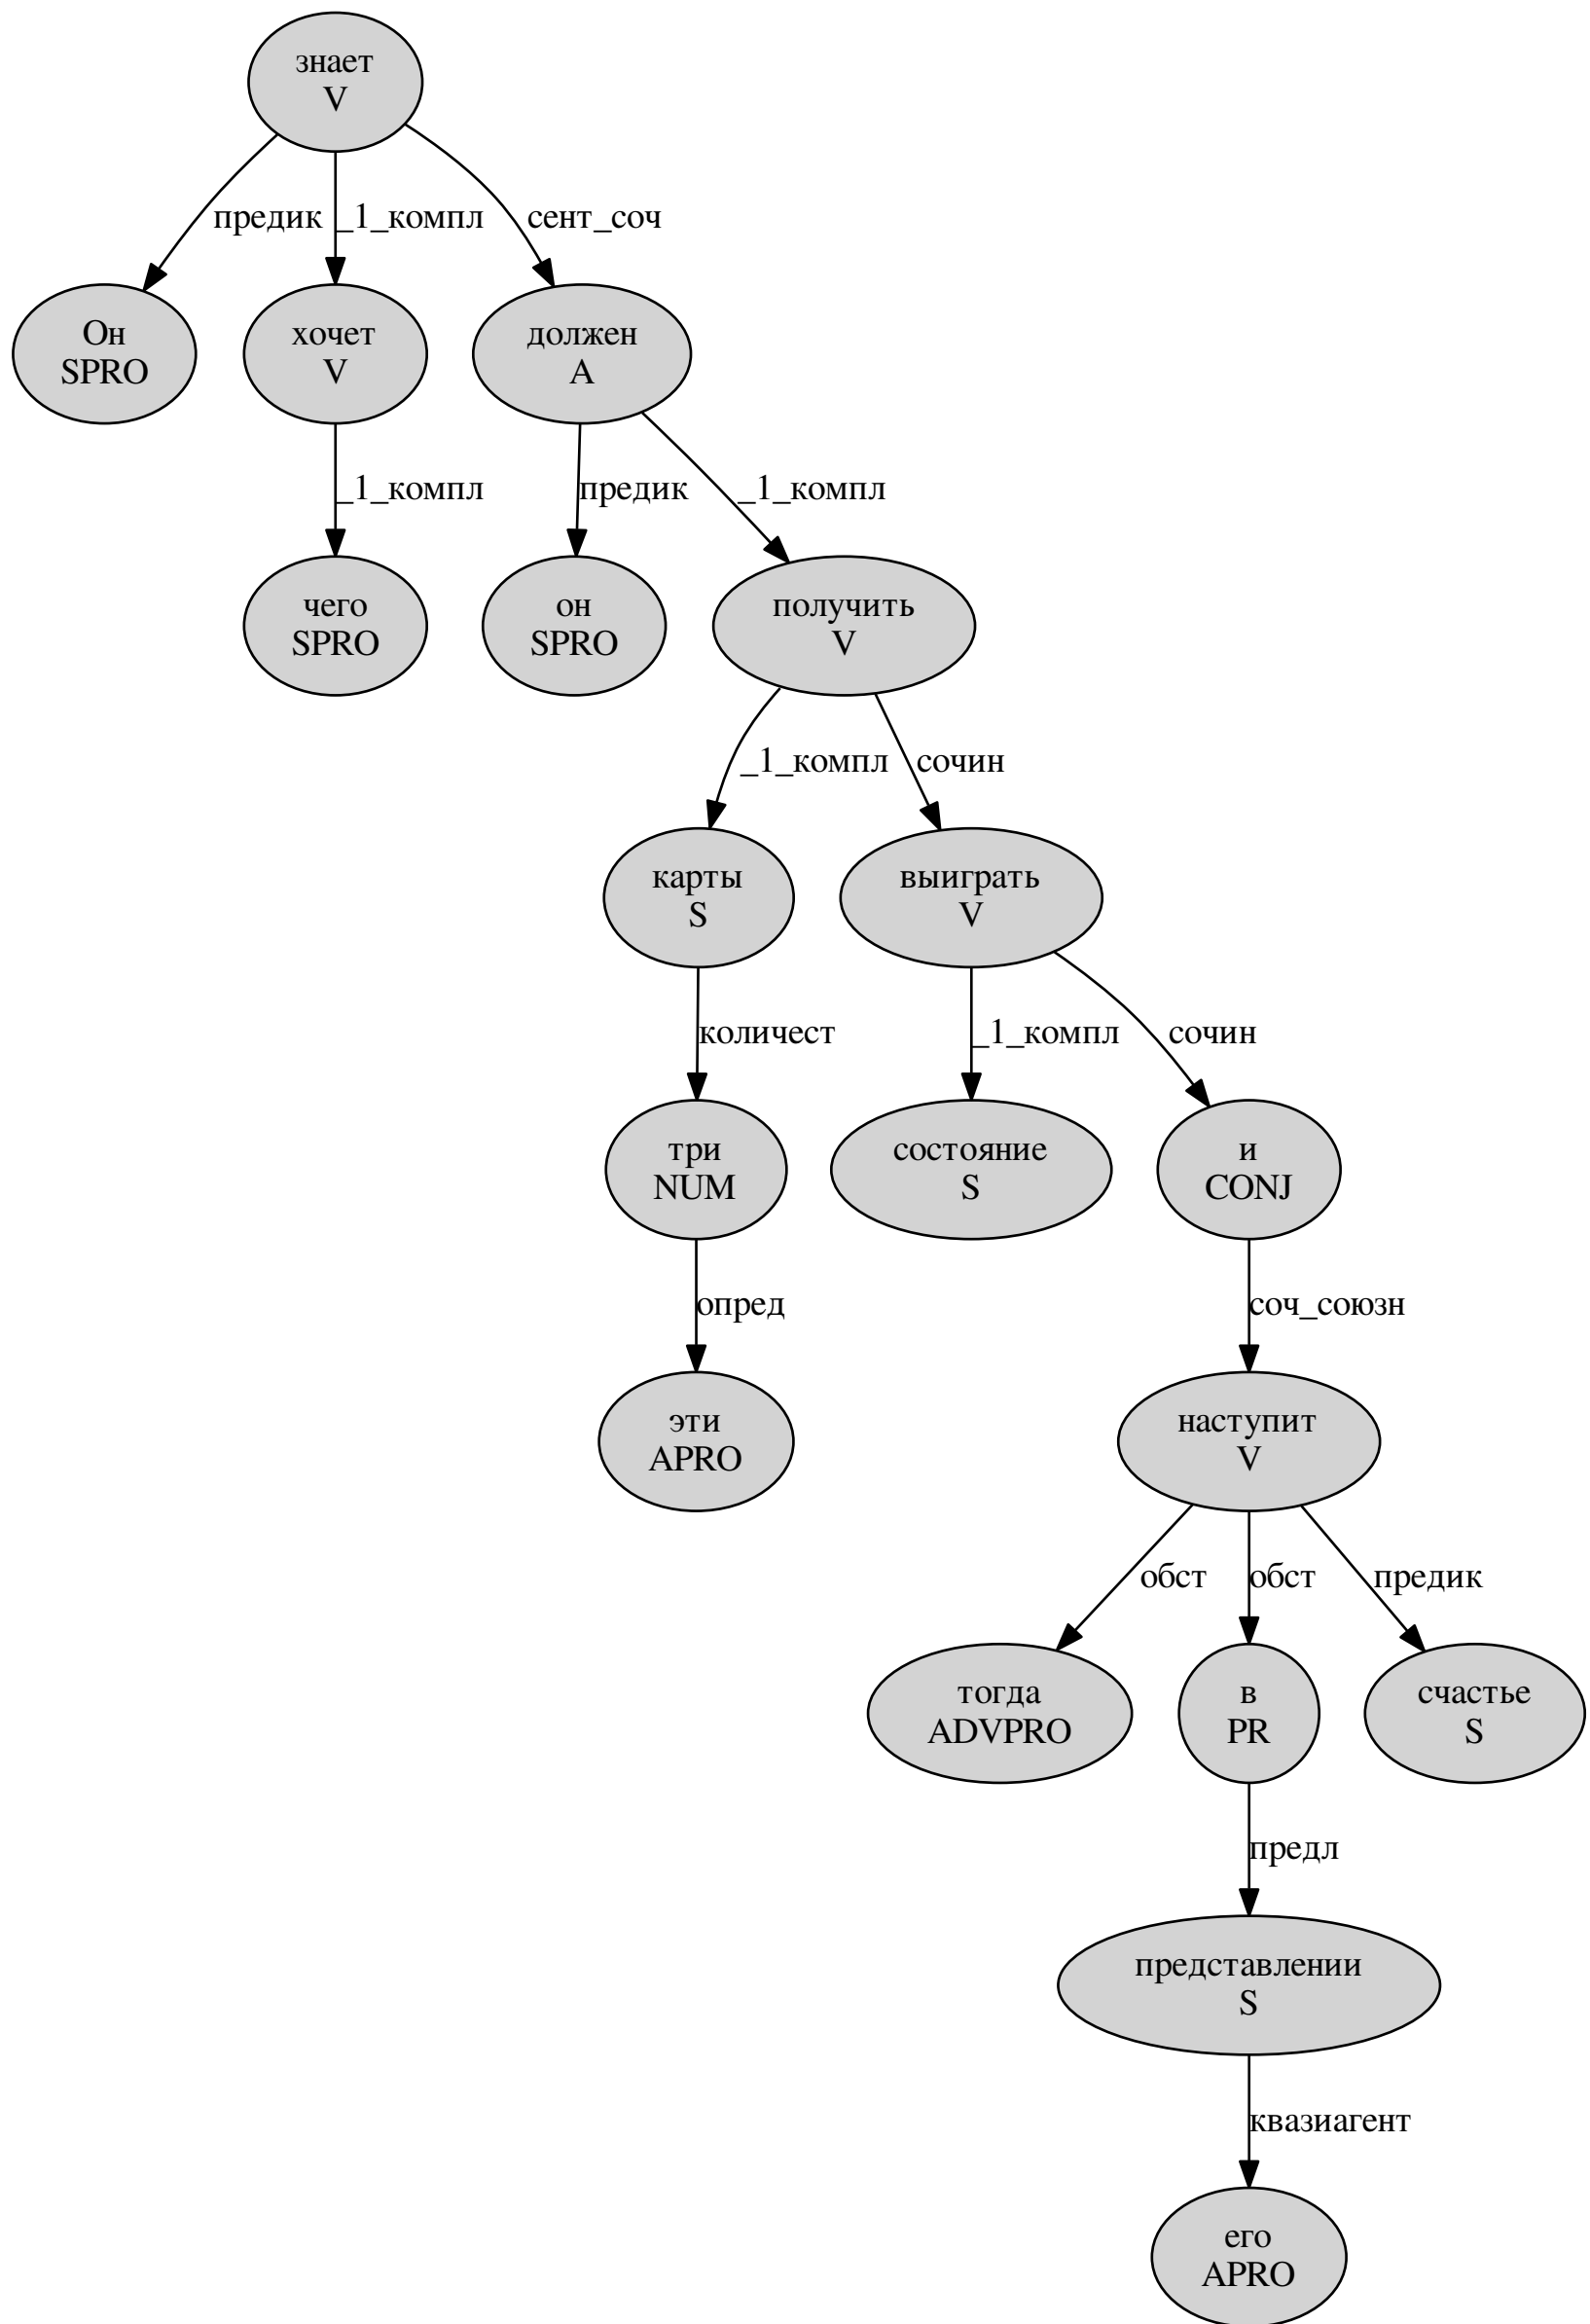 знает
V
предик
_1_компл
сент_соч
Он
SPRO
хочет
V
должен
A
_1_компл
предик
_1_компл
чего
SPRO
он
SPRO
получить
V
_1_компл
сочин
карты
S
выиграть
V
количест
_1_компл
сочин
три
NUM
состояние
S
и
CONJ
опред
соч_союзн
эти
APRO
наступит
V
обст
обст
предик
тогда
ADVPRO
в
PR
счастье
S
предл
представлении
S
квазиагент
его
APRO